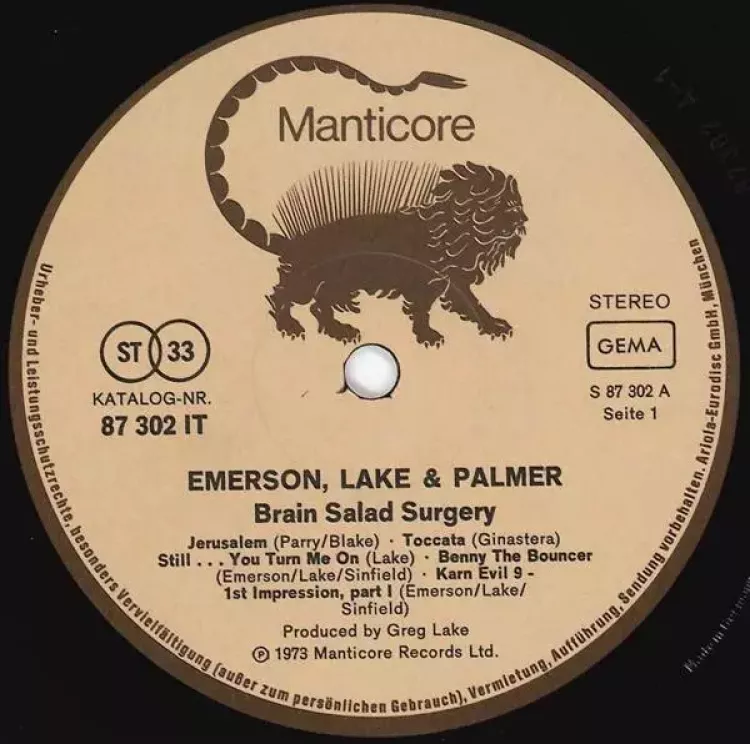 Manticore
STEREO
GEMA
S 87 302 A
Seite 1
ST 33
KATALOG-NR.
87 302 IT
EMERSON, LAKE & PALMER
Brain Salad Surgery
Jerusalem (Parry/Blake) · Toccata (Ginastera)
Still . . . You Turn Me On (Lake) · Benny The Bouncer
(Emerson/Lake/Sinfield) · Karn Evil 9 -
1st Impression, part I (Emerson/Lake/
Sinfield)
Produced by Greg Lake
℗ 1973 Manticore Records Ltd.
Urheber- und Leistungsschutzrechte, besonders Vervielfältigung (außer zum persönlichen Gebrauch), Vermietung, Aufführung, Sendung vorbehalten. Ariola-Eurodisc GmbH, München